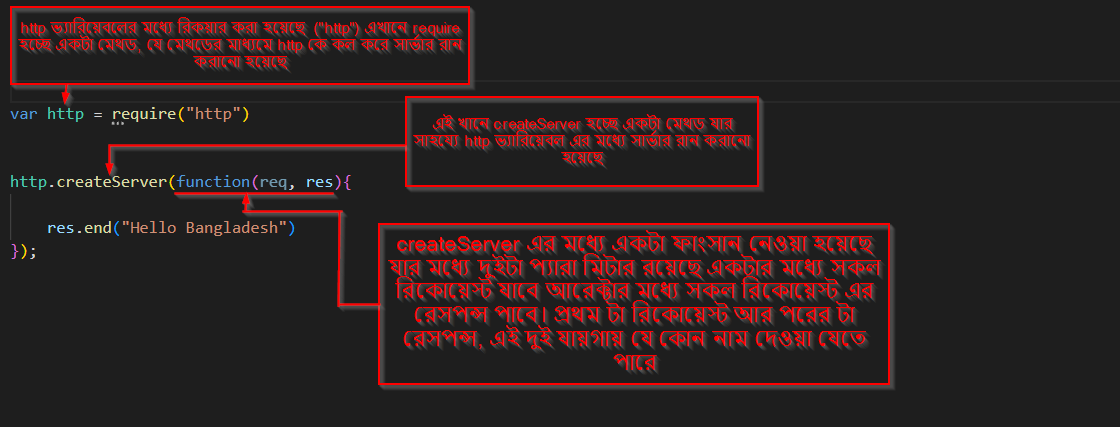 http ভ্যারিয়েবলের মধ্যে রিকয়ার করা হয়েছে ("http") এখানে require
হচ্ছে একটা মেথড, যে মেথডের মাধ্যমে http কে কল করে সার্ভার রান
করানো হয়েছে
var http = require("http")
এই খানে createServer হচ্ছে একটা মেথড যার
সাহায্যে http ভ্যারিয়েবল এর মধ্যে সার্ভার রান করানো
হয়েছে
http.createServer(function(req, res){
res.end("Hello Bangladesh")
});
createServer এর মধ্যে একটা ফাংসান নেওয়া হয়েছে
যার মধ্যে দুইটা প্যারা মিটার রয়েছে একটার মধ্যে সকল
রিকোয়েস্ট যাবে আরেক্টার মধ্যে সকল রিকোয়েস্ট এর
রেসপন্স পাবে। প্রথম টা রিকোয়েস্ট আর পরের টা
রেসপন্স, এই দুই যায়গায় যে কোন নাম দেওয়া যেতে
পারে